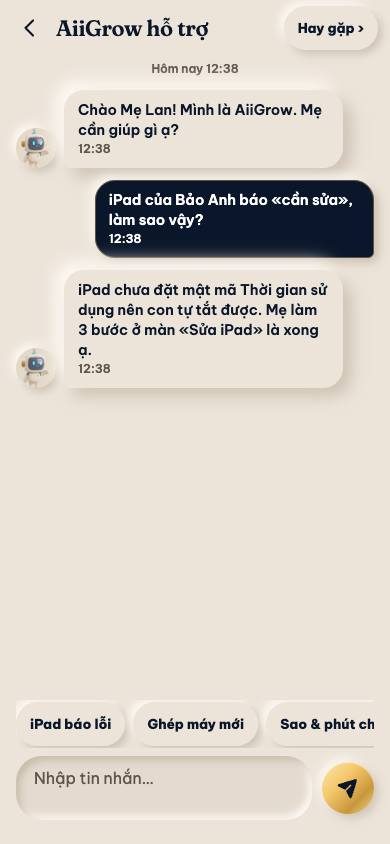 AiiGrow hỗ trợ
Hay gặp ›
Hôm nay 12:38
Chào Mẹ Lan! Mình là AiiGrow. Mẹ
cần giúp gì ạ?
12:38
iPad của Bảo Anh báo «cần sửa»,
làm sao vậy?
12:38
iPad chưa đặt mật mã Thời gian sử
dụng nên con tự tắt được. Mẹ làm
3 bước ở màn «Sửa iPad» là xong
ạ.
12:38
iPad báo lỗi
Ghép máy mới
Sao & phút ch
Nhập tin nhắn...